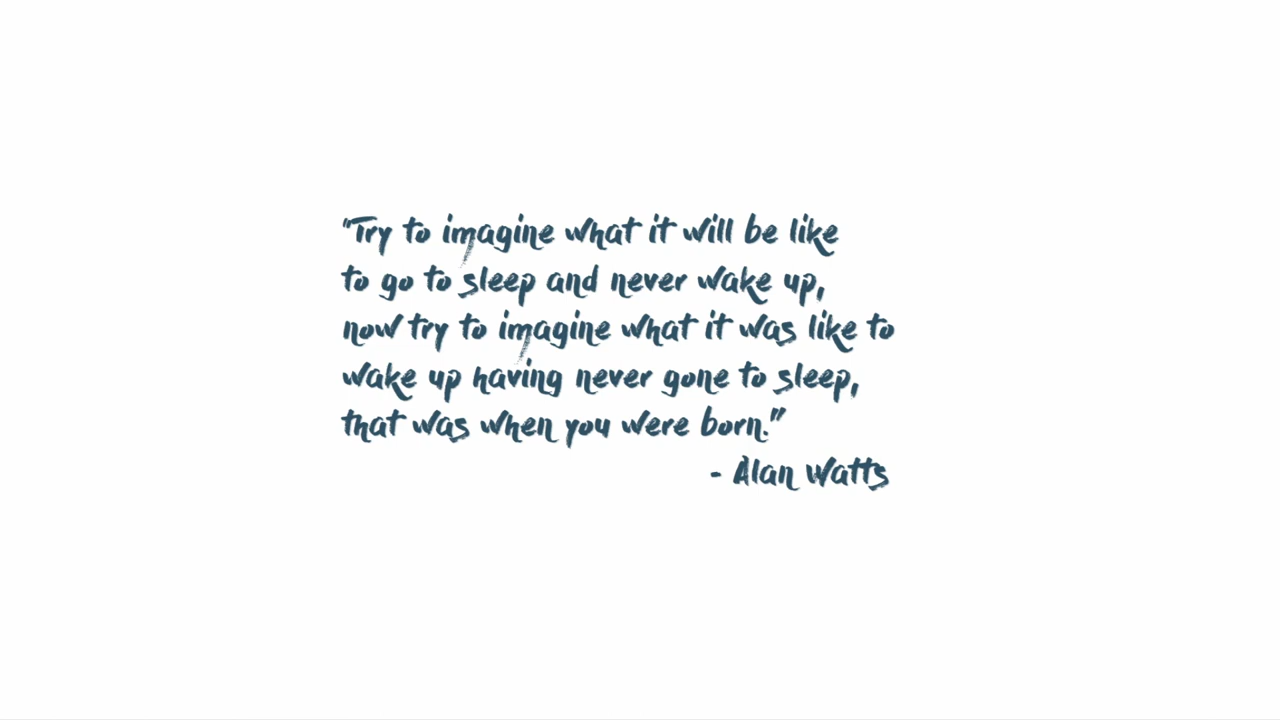 "Try to imagine what it will be like
to go to sleep and never wake up,
now try to imagine what it was like to
wake up having never gone to sleep,
that was when you were born."
- Alan Watts